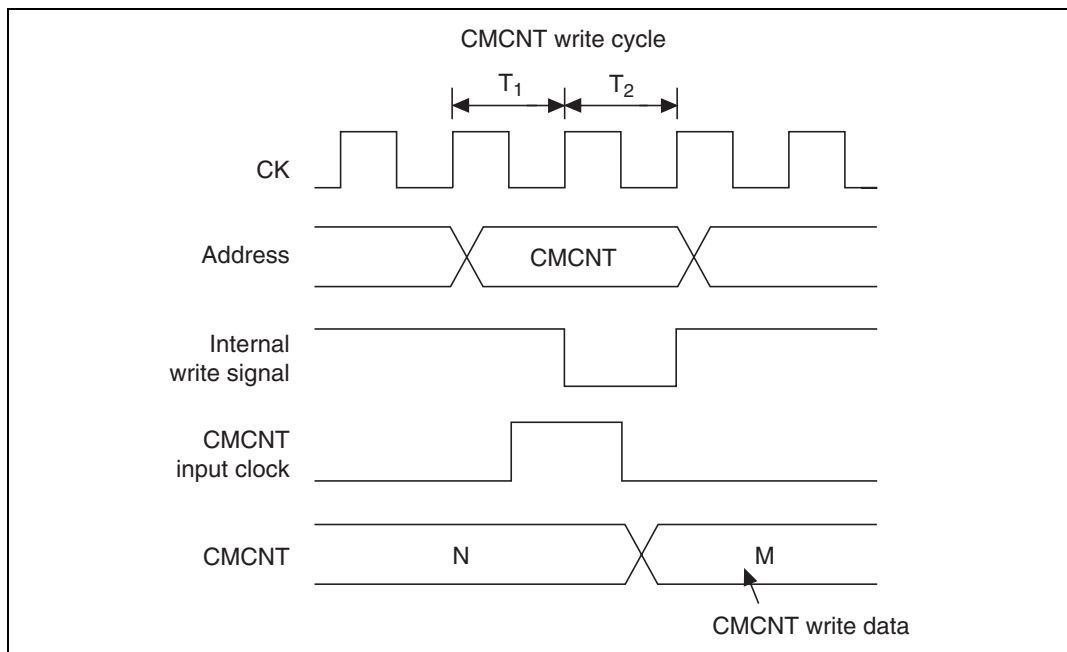 CMCNT write cycle
T1 T2
CK
Address
CMCNT
Internal
write signal
CMCNT
input clock
CMCNT
N
M
CMCNT write data